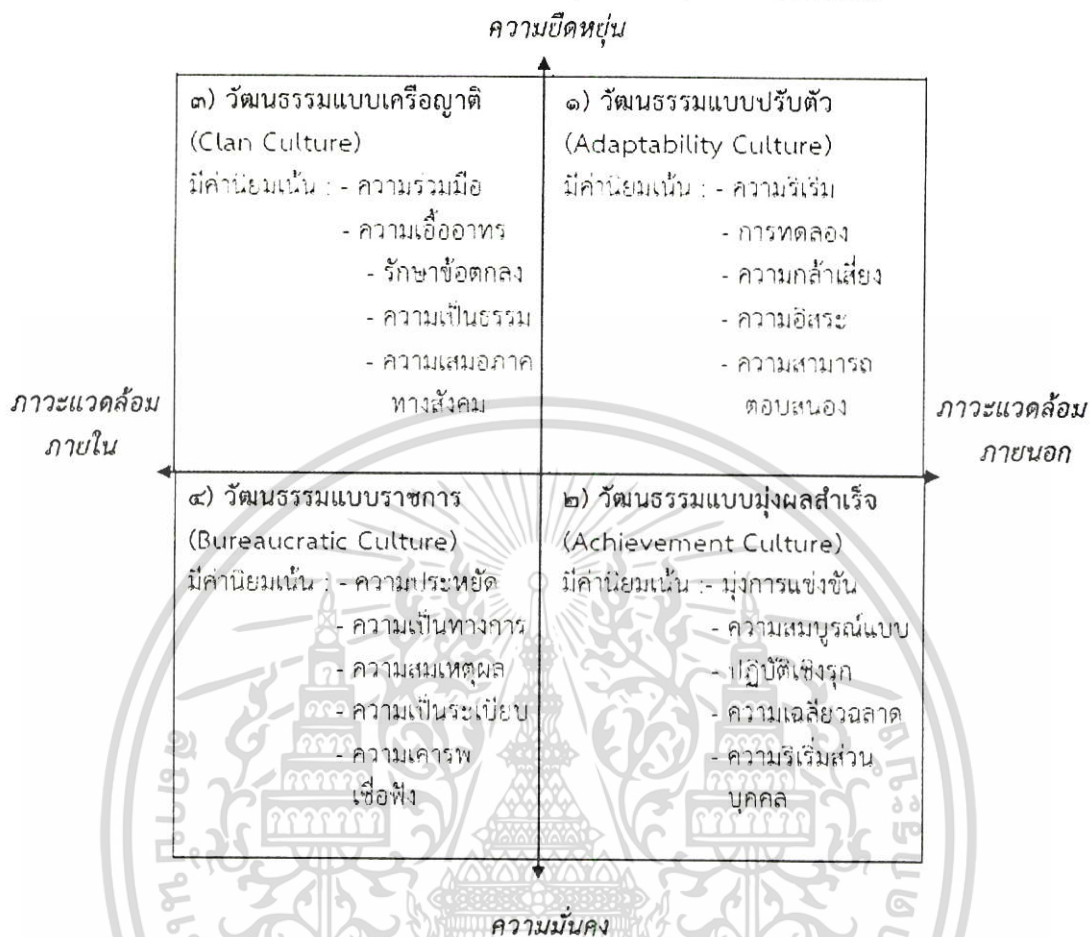 ความยืดหยุ่น
๓) วัฒนธรรมแบบเครือญาติ
(Clan Culture)
มีค่านิยมเน้น : - ความร่วมมือ
- ความเอื้ออาทร
- รักษาข้อตกลง
- ความเป็นธรรม
- ความเสมอภาค
ทางสังคม
๑) วัฒนธรรมแบบปรับตัว
(Adaptability Culture)
มีค่านิยมเน้น : - ความริเริ่ม
- การทดลอง
- ความกล้าเสี่ยง
- ความอิสระ
- ความสามารถ
ตอบสนอง
ภาวะแวดล้อม
ภายใน
ภาวะแวดล้อม
ภายนอก
๔) วัฒนธรรมแบบราชการ
(Bureaucratic Culture)
มีค่านิยมเน้น : - ความประหยัด
- ความเป็นทางการ
- ความสมเหตุผล
- ความเป็นระเบียบ
- ความเคารพ
เชื่อฟัง
๒) วัฒนธรรมแบบมุ่งผลสำเร็จ
(Achievement Culture)
มีค่านิยมเน้น :- มุ่งการแข่งขัน
- ความสมบูรณ์แบบ
- ปฏิบัติเชิงรุก
- ความเฉลียวฉลาด
- ความริเริ่มส่วน
บุคคล
ความมั่นคง